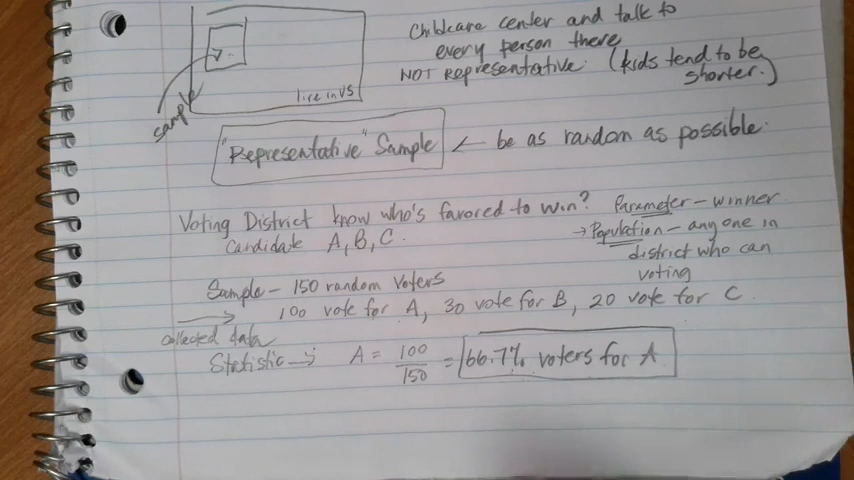 Childcare center and talk to
every person there
NOT Representative. (kids tend to be
shorter.)
sample
live in US
"Representative" Sample ← be as random as possible.
Voting District know who's favored to win? Parameter - winner
Candidate A, B, C.
→ Population - anyone in
district who can
voting
Sample - 150 random voters
100 vote for A, 30 vote for B, 20 vote for C.
collected data
Statistic → A = 100/150 = 66.7% voters for A